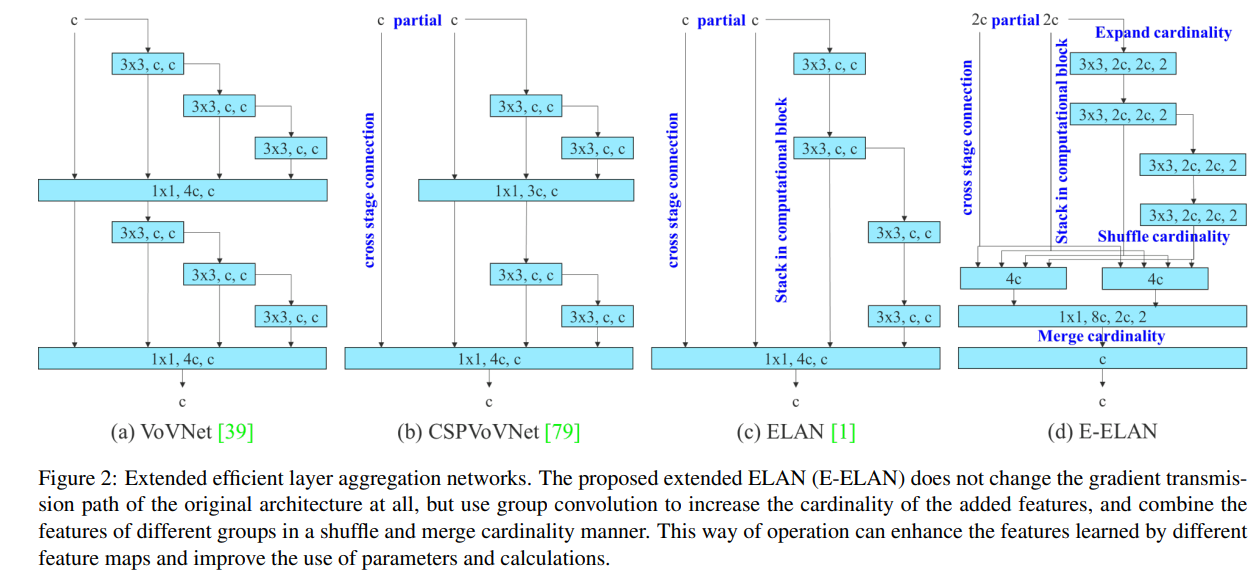 c
3x3, c, c
3x3, c, c
3x3, c, c
1x1, 4c, c
3x3, c, c
3x3, c, c
3x3, c, c
1x1, 4c, c
c
(a) VoVNet [39]
c partial c
cross stage connection
3x3, c, c
3x3, c, c
1x1, 3c, c
3x3, c, c
3x3, c, c
1x1, 4c, c
c
(b) CSPVoVNet [79]
c partial c
cross stage connection
Stack in computational block
3x3, c, c
3x3, c, c
3x3, c, c
3x3, c, c
1x1, 4c, c
c
(c) ELAN [1]
2c partial 2c
Expand cardinality
cross stage connection
Stack in computational block
3x3, 2c, 2c, 2
3x3, 2c, 2c, 2
3x3, 2c, 2c, 2
3x3, 2c, 2c, 2
Shuffle cardinality
4c
4c
1x1, 8c, 2c, 2
Merge cardinality
c
c
(d) E-ELAN
Figure 2: Extended efficient layer aggregation networks. The proposed extended ELAN (E-ELAN) does not change the gradient transmis-
sion path of the original architecture at all, but use group convolution to increase the cardinality of the added features, and combine the
features of different groups in a shuffle and merge cardinality manner. This way of operation can enhance the features learned by different
feature maps and improve the use of parameters and calculations.